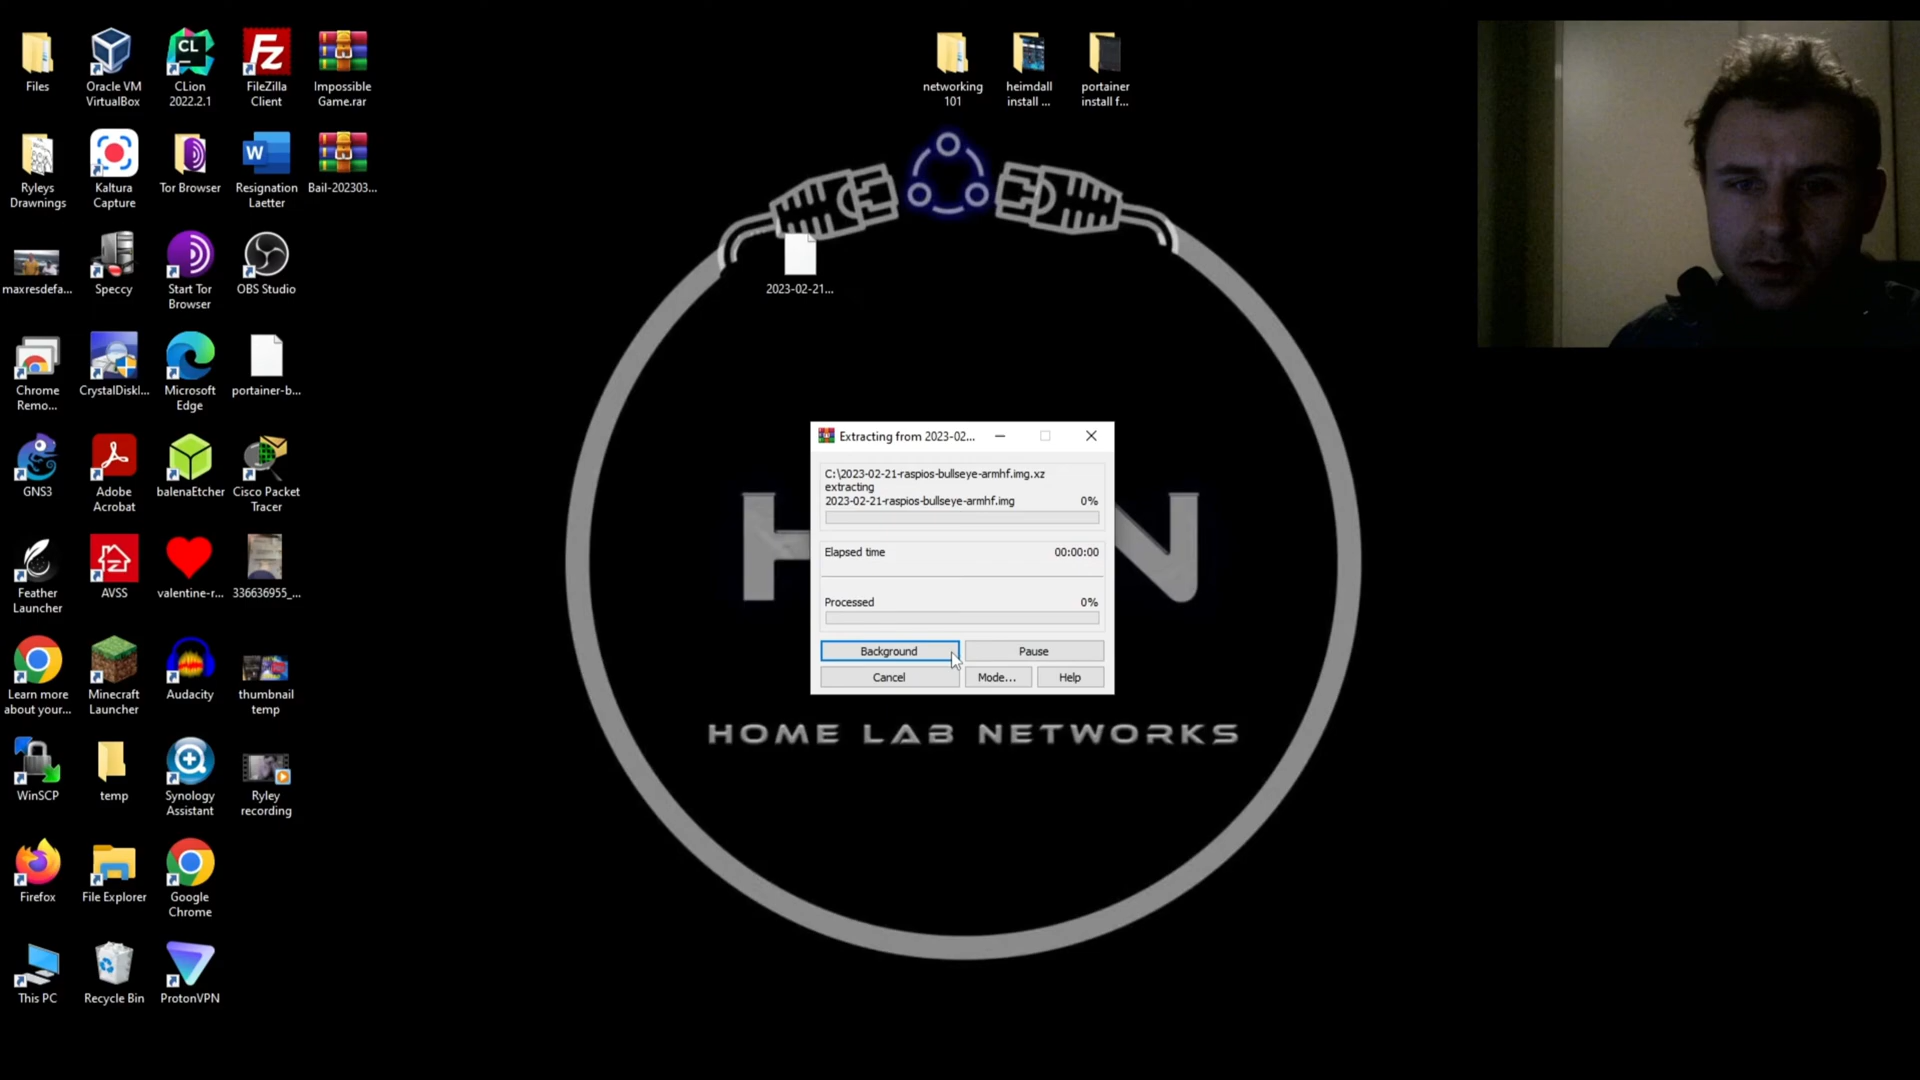 Files
Oracle VM
VirtualBox
CLion
2022.2.1
FileZilla
Client
Impossible
Game.rar
networking
101
heimdall
install ...
portainer
install f...
Ryleys
Drawnings
Kaltura
Capture
Tor Browser
Resignation
Laetter
Bail-202303...
maxresdefa...
Speccy
Start Tor
Browser
OBS Studio
2023-02-21...
Chrome
Remo...
CrystalDiskI...
Microsoft
Edge
portainer-b...
GNS3
Adobe
Acrobat
balenaEtcher
Cisco Packet
Tracer
Feather
Launcher
AVSS
valentine-r...
336636955_...
Learn more
about your...
Minecraft
Launcher
Audacity
thumbnail
temp
WinSCP
temp
Synology
Assistant
Ryley
recording
Firefox
File Explorer
Google
Chrome
This PC
Recycle Bin
ProtonVPN
Extracting from 2023-02...
C:\2023-02-21-raspios-bullseye-armhf.img.xz
extracting
2023-02-21-raspios-bullseye-armhf.img 0%
Elapsed time 00:00:00
Processed 0%
Background Pause
Cancel Mode... Help
H N
HOME LAB NETWORKS